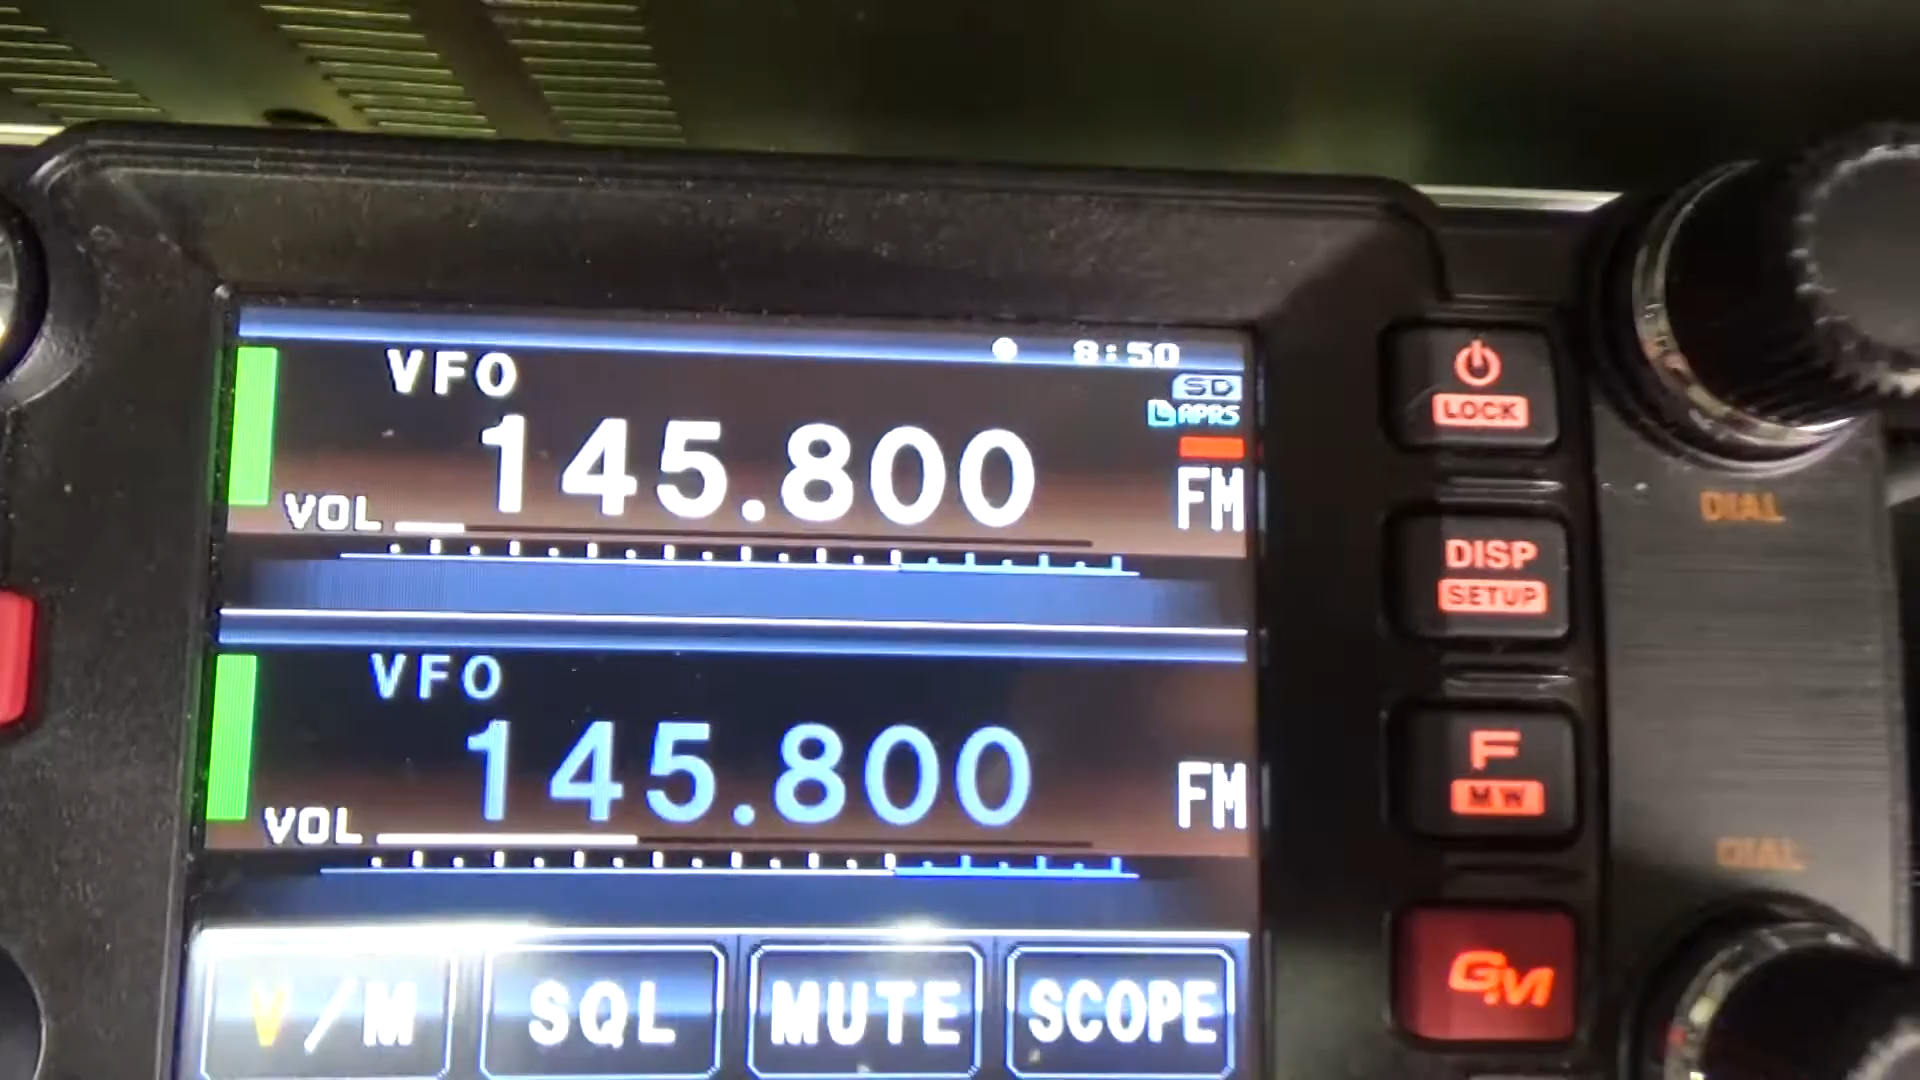 8:50
VFO
SD
APRS
145.800
FM
VOL
VFO
145.800
FM
VOL
V/M
SQL
MUTE
SCOPE
LOCK
DISP
SETUP
F
MW
GM
DIAL
DIAL